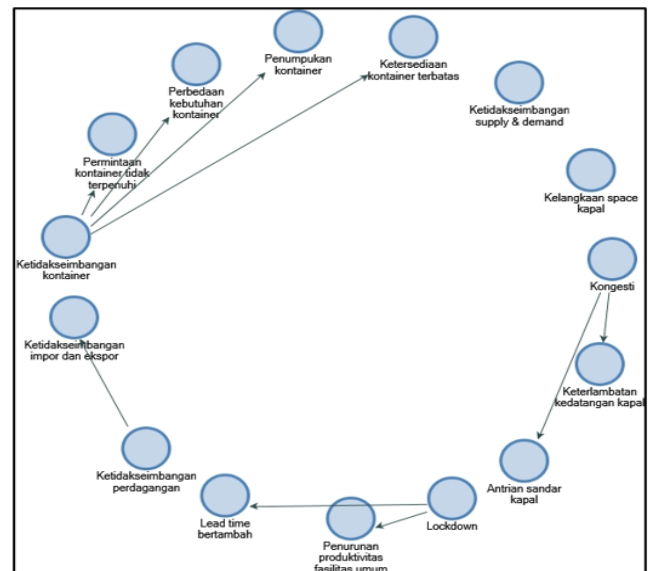 Penumpukan
kontainer
Ketersediaan
kontainer terbatas
Perbedaan
kebutuhan
kontainer
Ketidakseimbangan
supply & demand
Permintaan
kontainer tidak
terpenuhi
Kelangkaan space
kapal
Ketidakseimbangan
kontainer
Kongesti
Ketidakseimbangan
impor dan ekspor
Keterlambatan
kedatangan kapal
Ketidakseimbangan
perdagangan
Antrian sandar
kapal
Lead time
bertambah
Lockdown
Penurunan
produktivitas
fasilitas umum